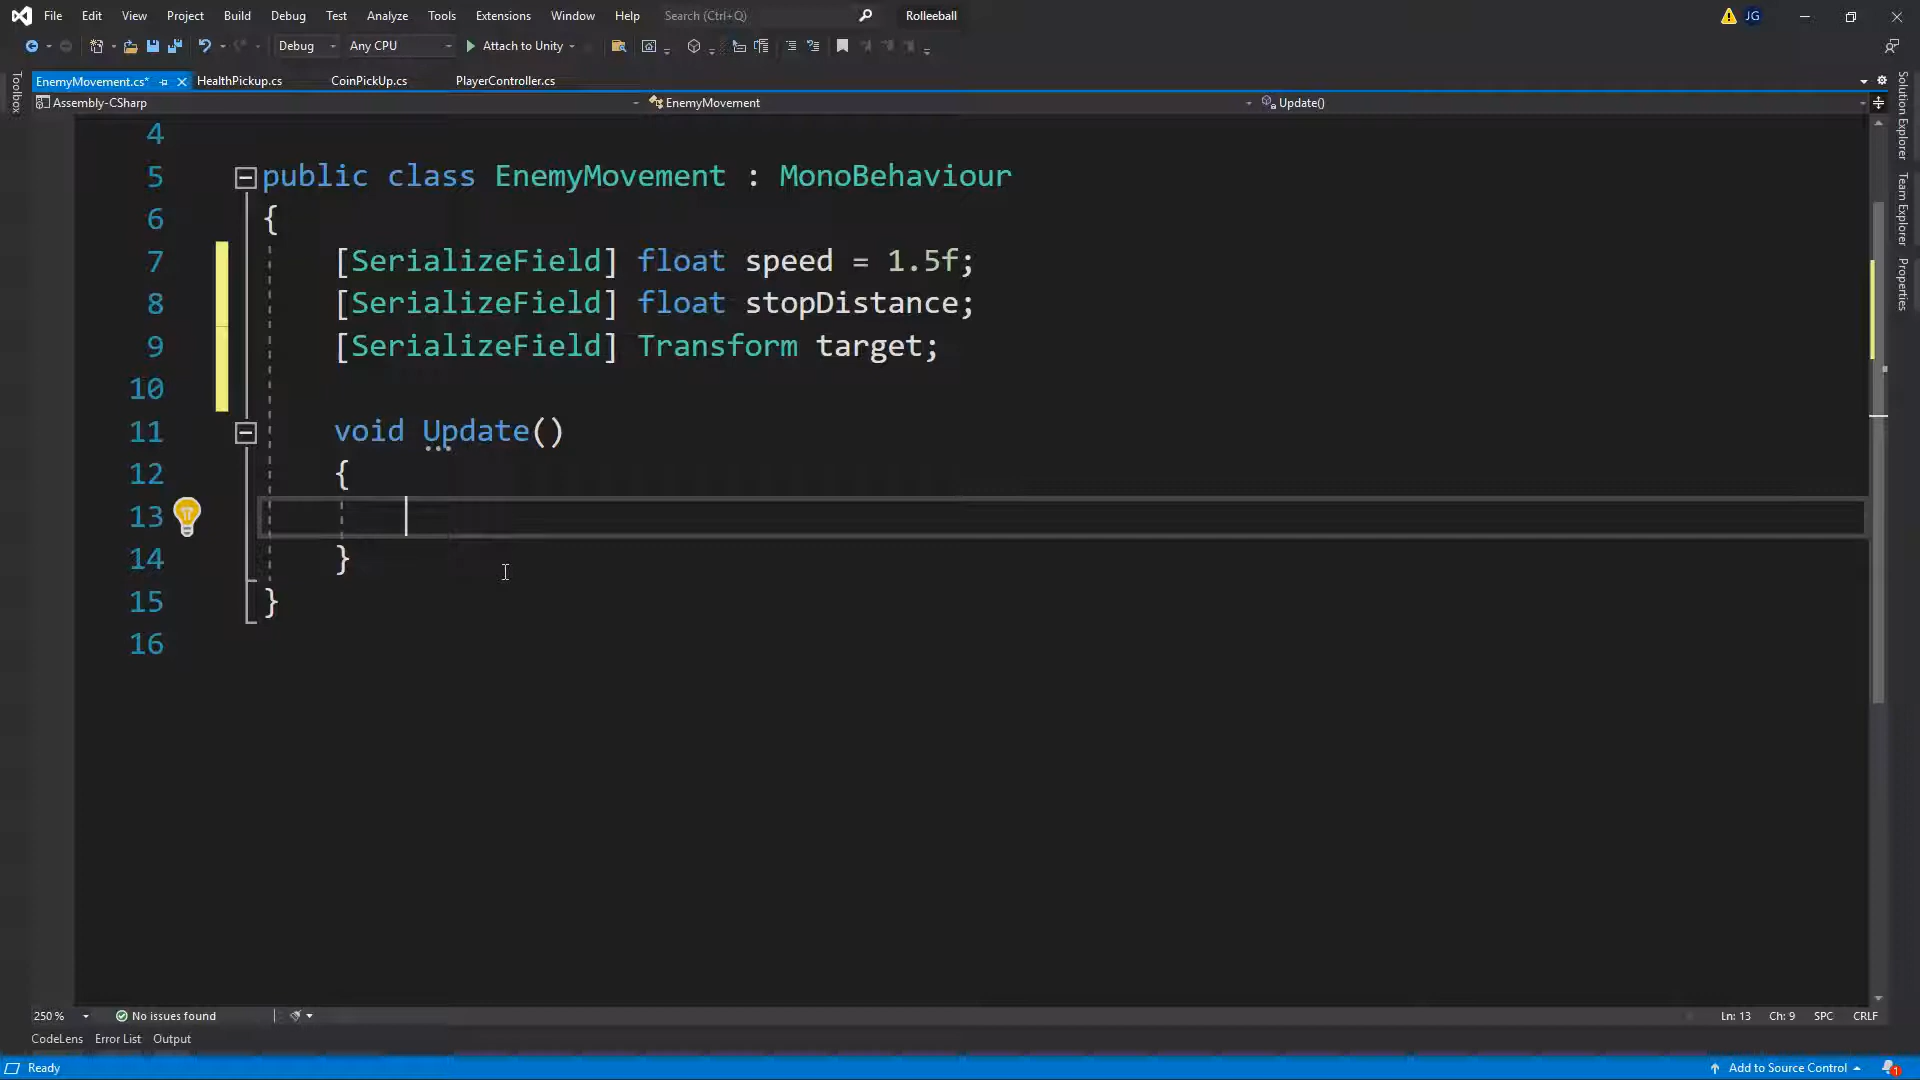 File Edit View Project Build Debug Test Analyze Tools Extensions Window Help Search (Ctrl+Q) Rolleeball JG
Debug Any CPU Attach to Unity
EnemyMovement.cs* HealthPickup.cs CoinPickUp.cs PlayerController.cs
Assembly-CSharp EnemyMovement Update()
Toolbox
Solution Explorer
Team Explorer
Properties
4
5 public class EnemyMovement : MonoBehaviour
6 {
7 [SerializeField] float speed = 1.5f;
8 [SerializeField] float stopDistance;
9 [SerializeField] Transform target;
10
11 void Update()
12 {
13
14 }
15 }
16
250 % No issues found Ln: 13 Ch: 9 SPC CRLF
CodeLens Error List Output
Ready Add to Source Control 1